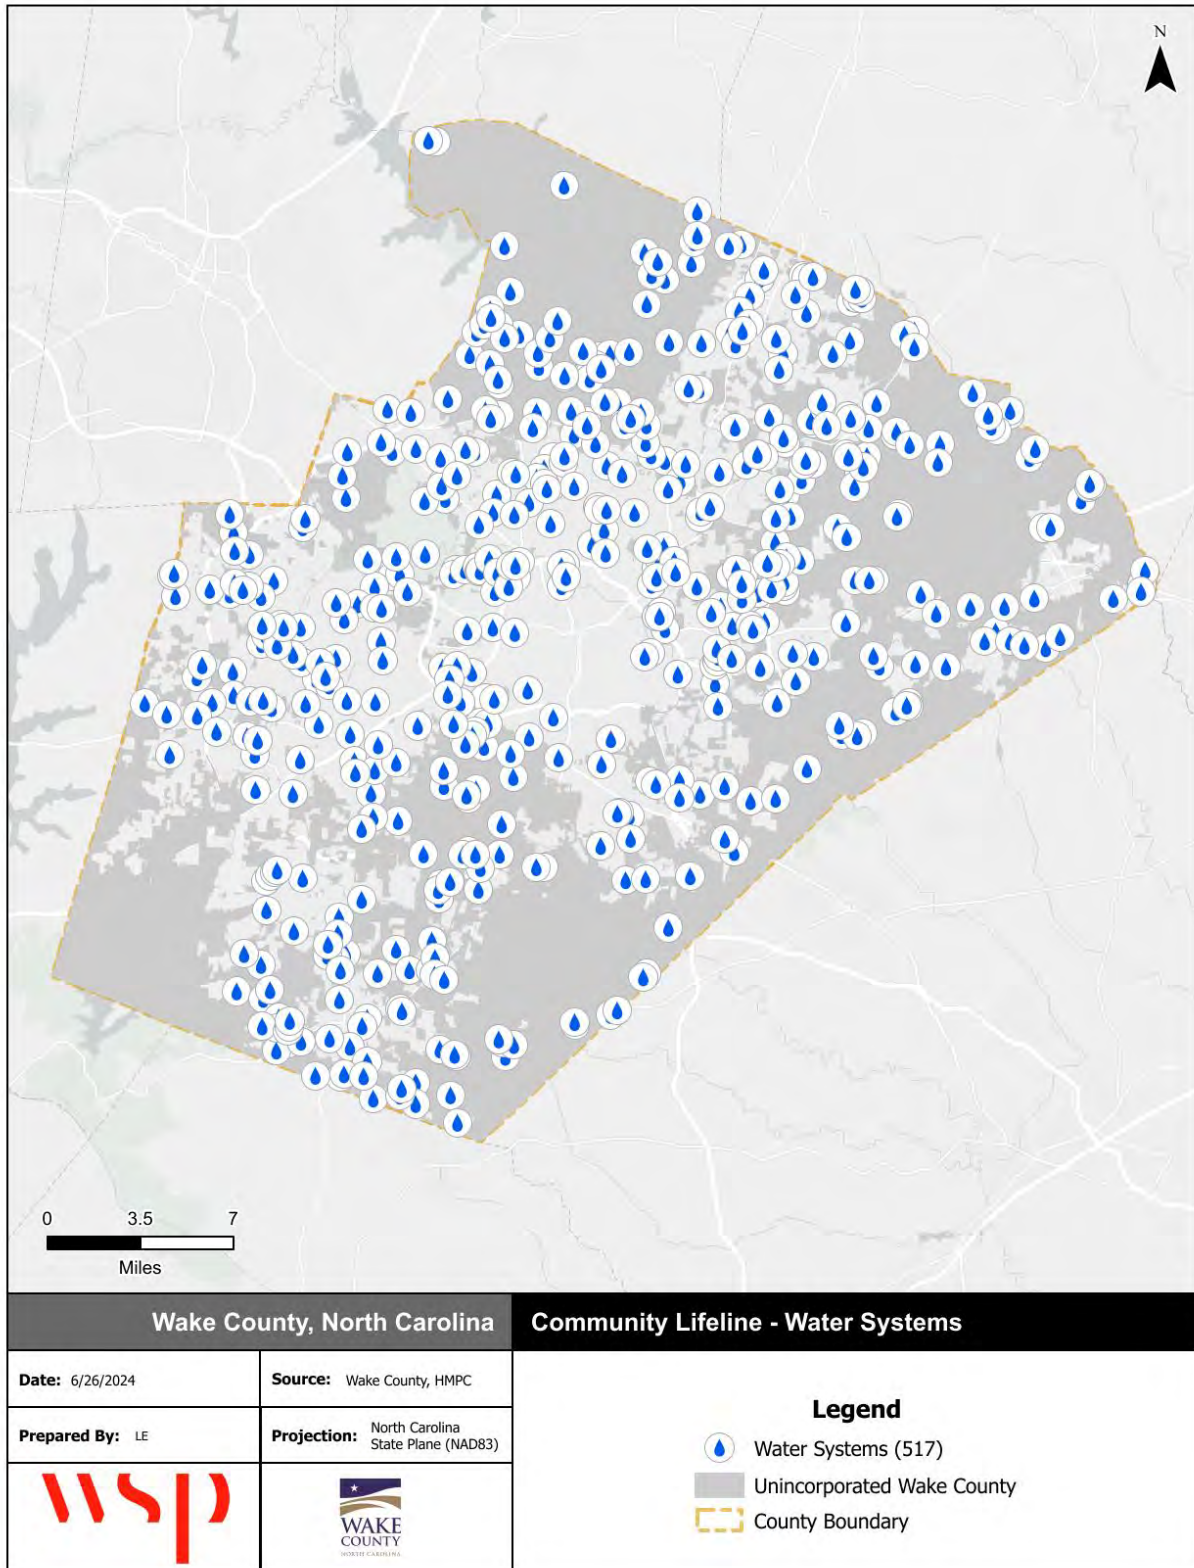 N
0 3.5 7
Miles
Wake County, North Carolina
Community Lifeline - Water Systems
Date: 6/26/2024
Source: Wake County, HMPC
Prepared By: LE
Projection: North Carolina
State Plane (NAD83)
wsp
WAKE
COUNTY
NORTH CAROLINA
Legend
Water Systems (517)
Unincorporated Wake County
County Boundary